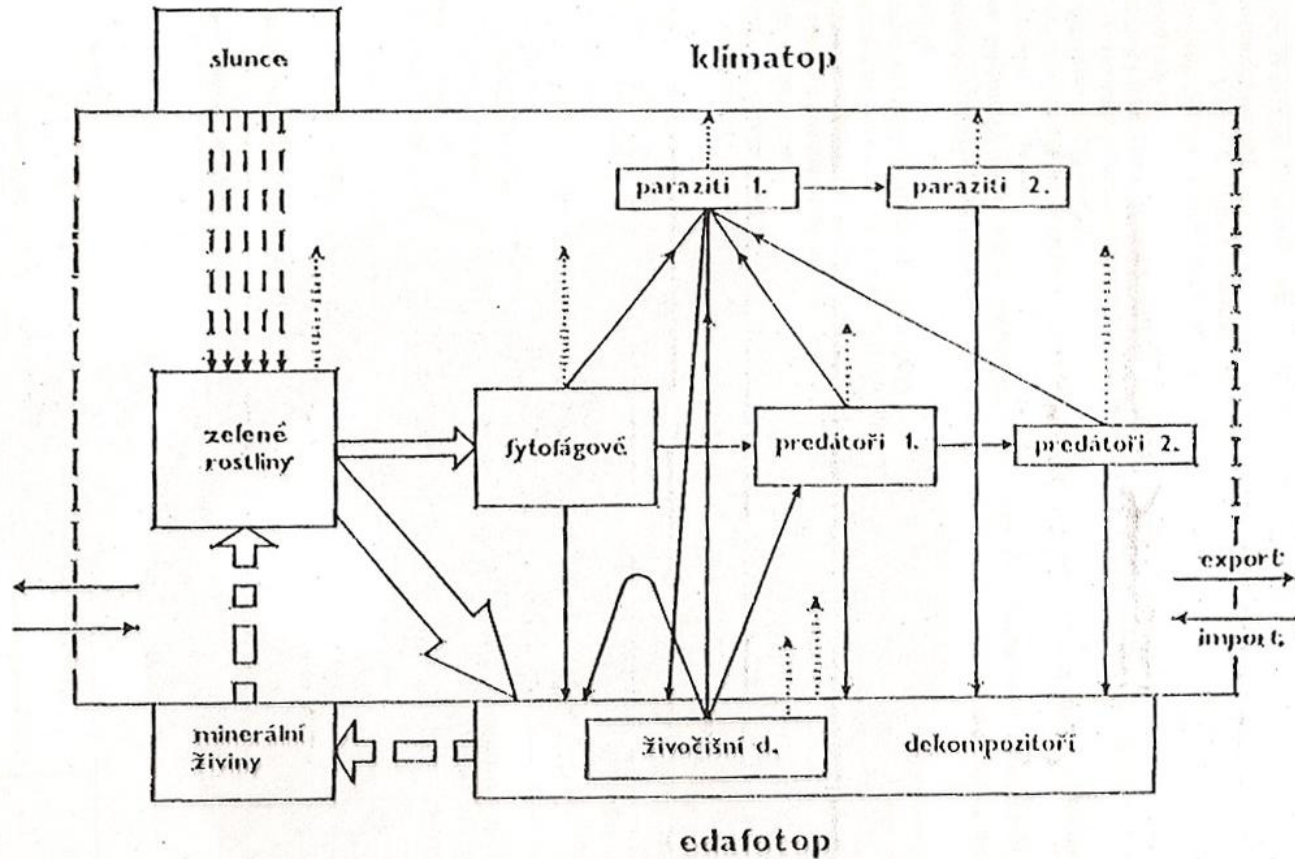 slunce
klimatop
paraziti 1.
paraziti 2.
zelené
rostliny
fytofágové
predátoři 1.
predátoři 2.
export
import
minerální
živiny
živočišní d.
dekompozitoři
edafotop